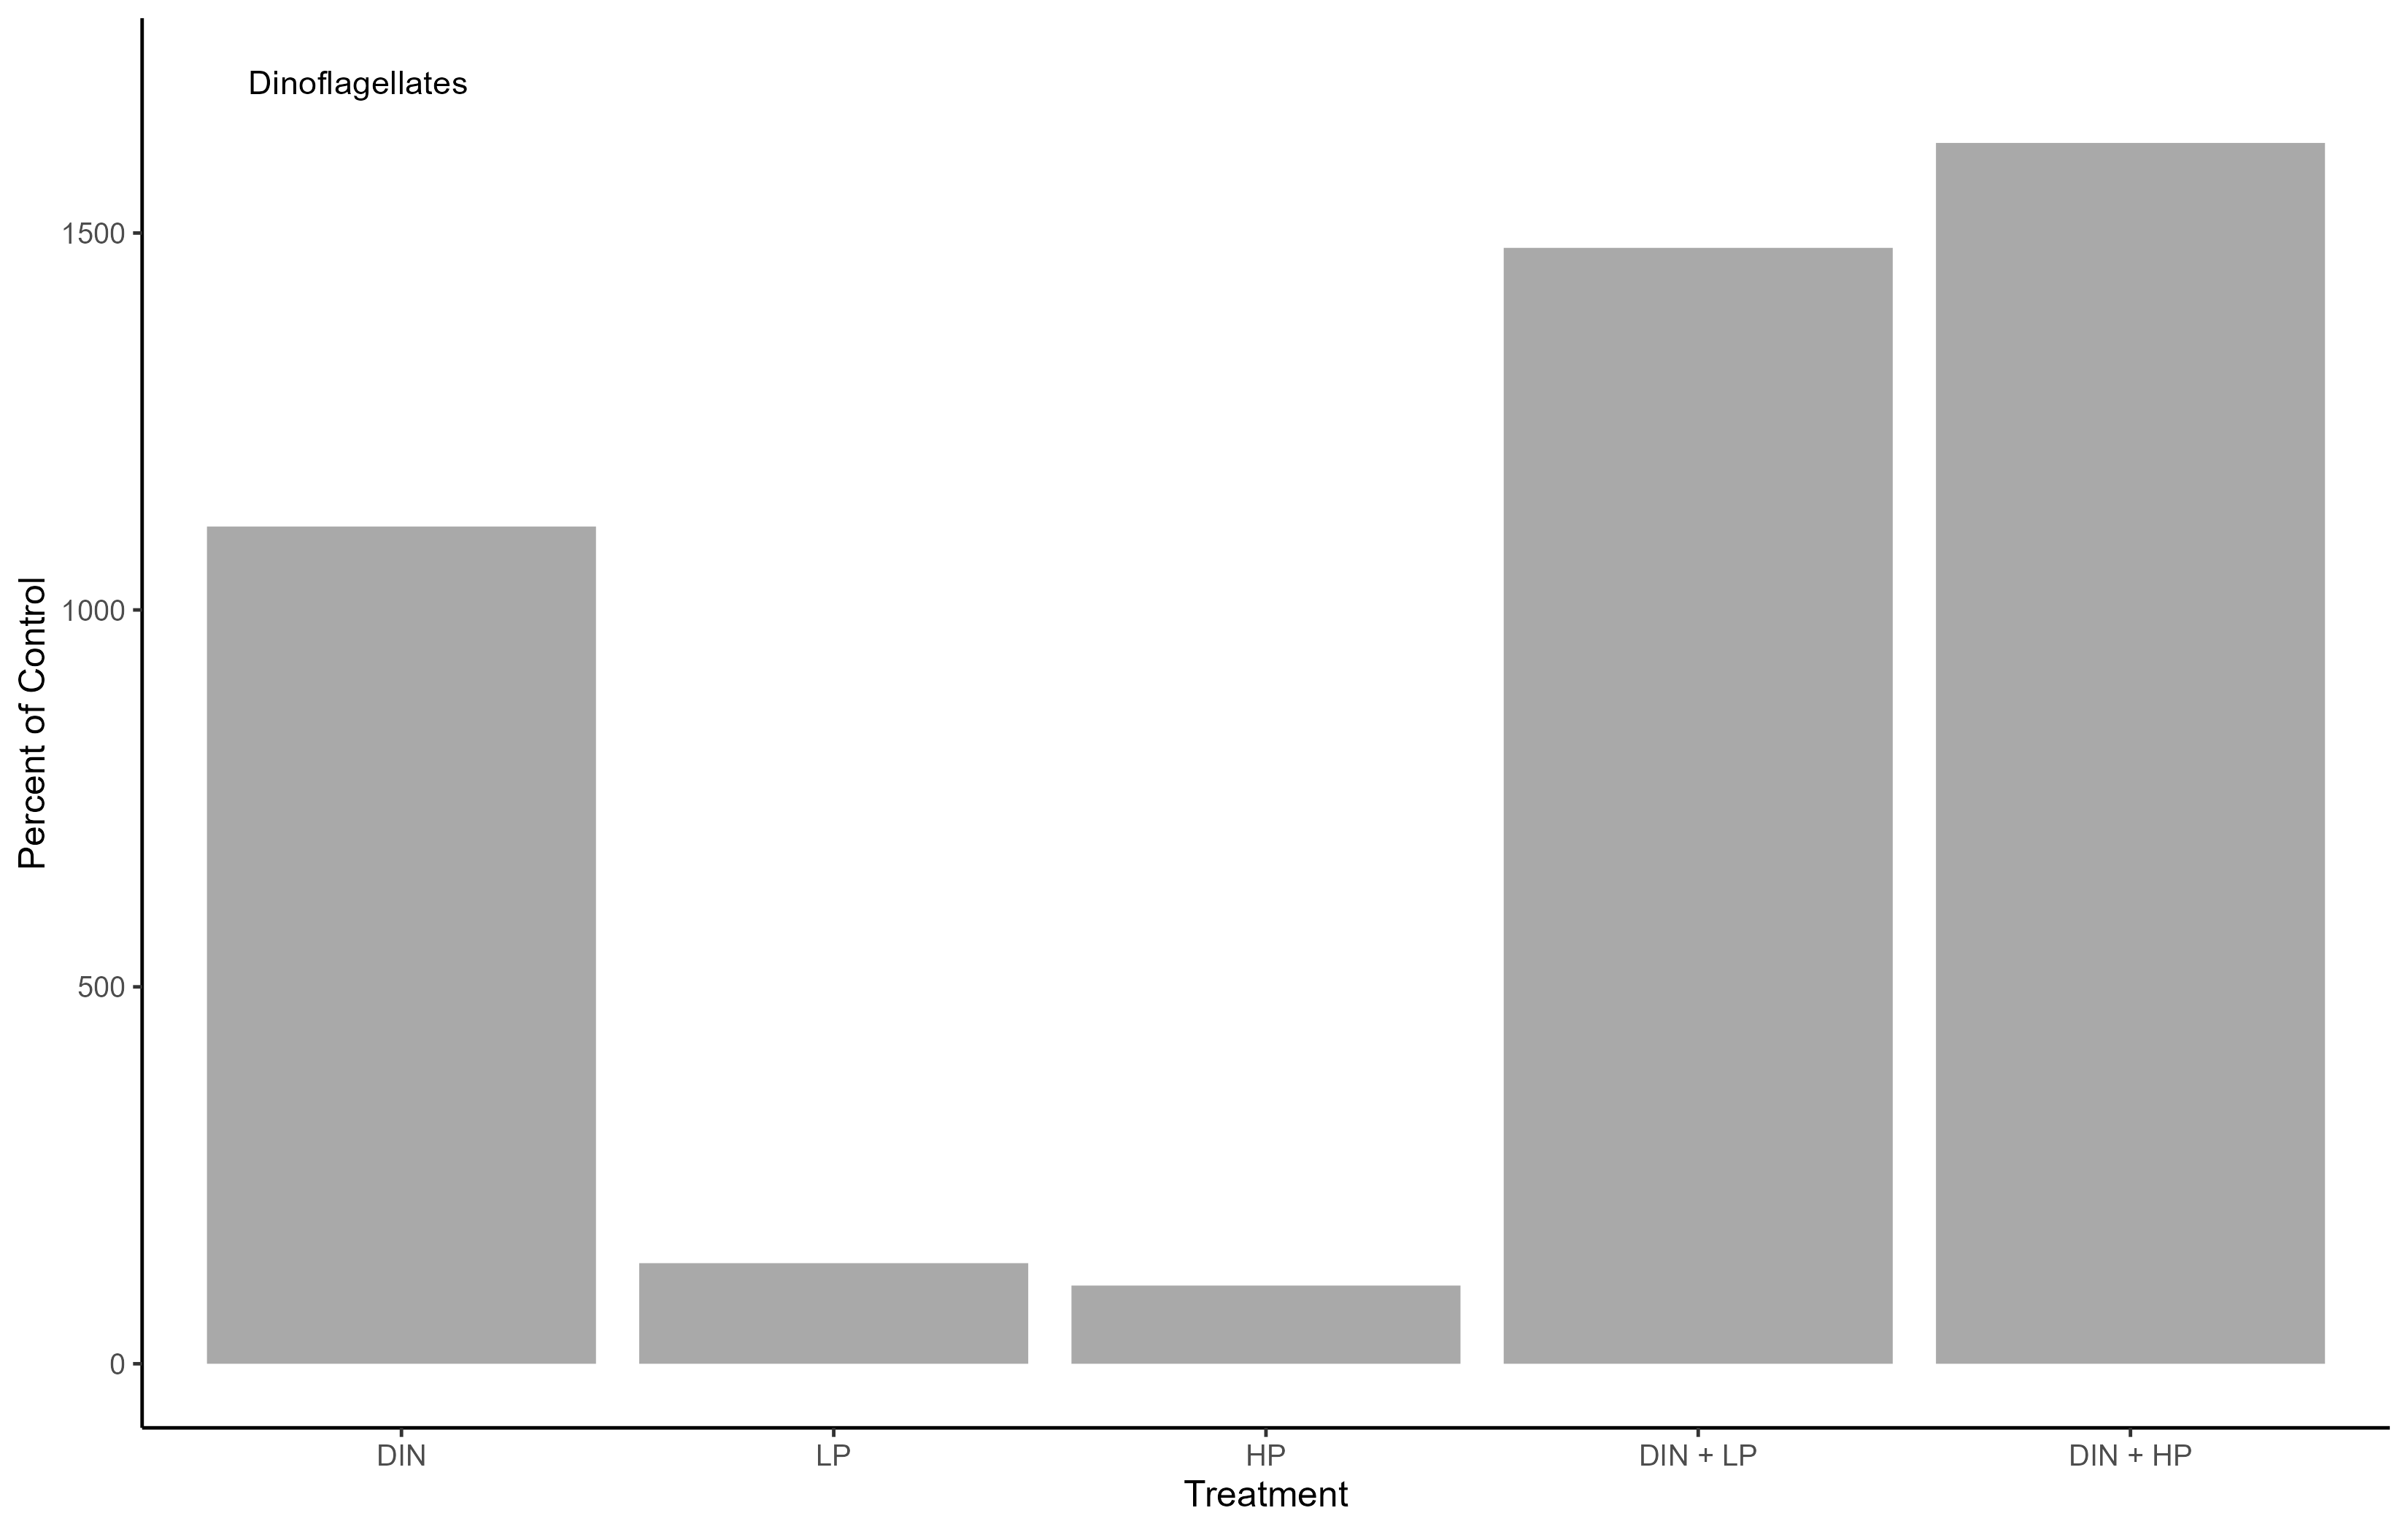 Dinoflagellates
Percent of Control
1500
1000
500
0
DIN
LP
HP
DIN + LP
DIN + HP
Treatment